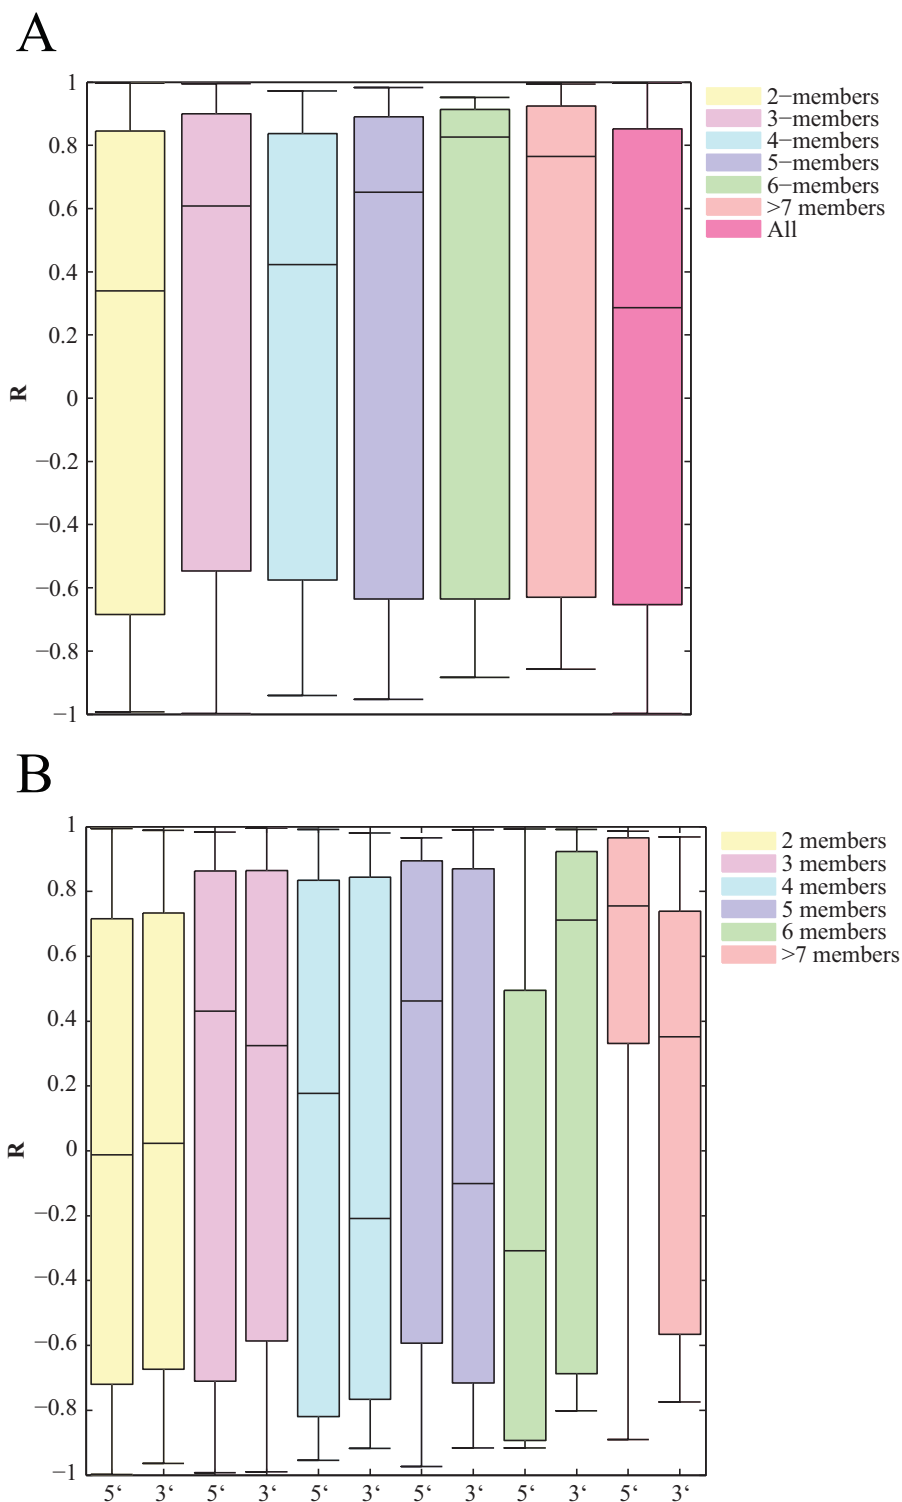 A
1
0.8
0.6
0.4
0.2
0
−0.2
−0.4
−0.6
−0.8
−1
R
2−members
3−members
4−members
5−members
6−members
>7 members
All
B
1
0.8
0.6
0.4
0.2
0
−0.2
−0.4
−0.6
−0.8
−1
R
5‘ 3‘ 5‘ 3‘ 5‘ 3‘ 5‘ 3‘ 5‘ 3‘ 5‘ 3‘
2 members
3 members
4 members
5 members
6 members
>7 members